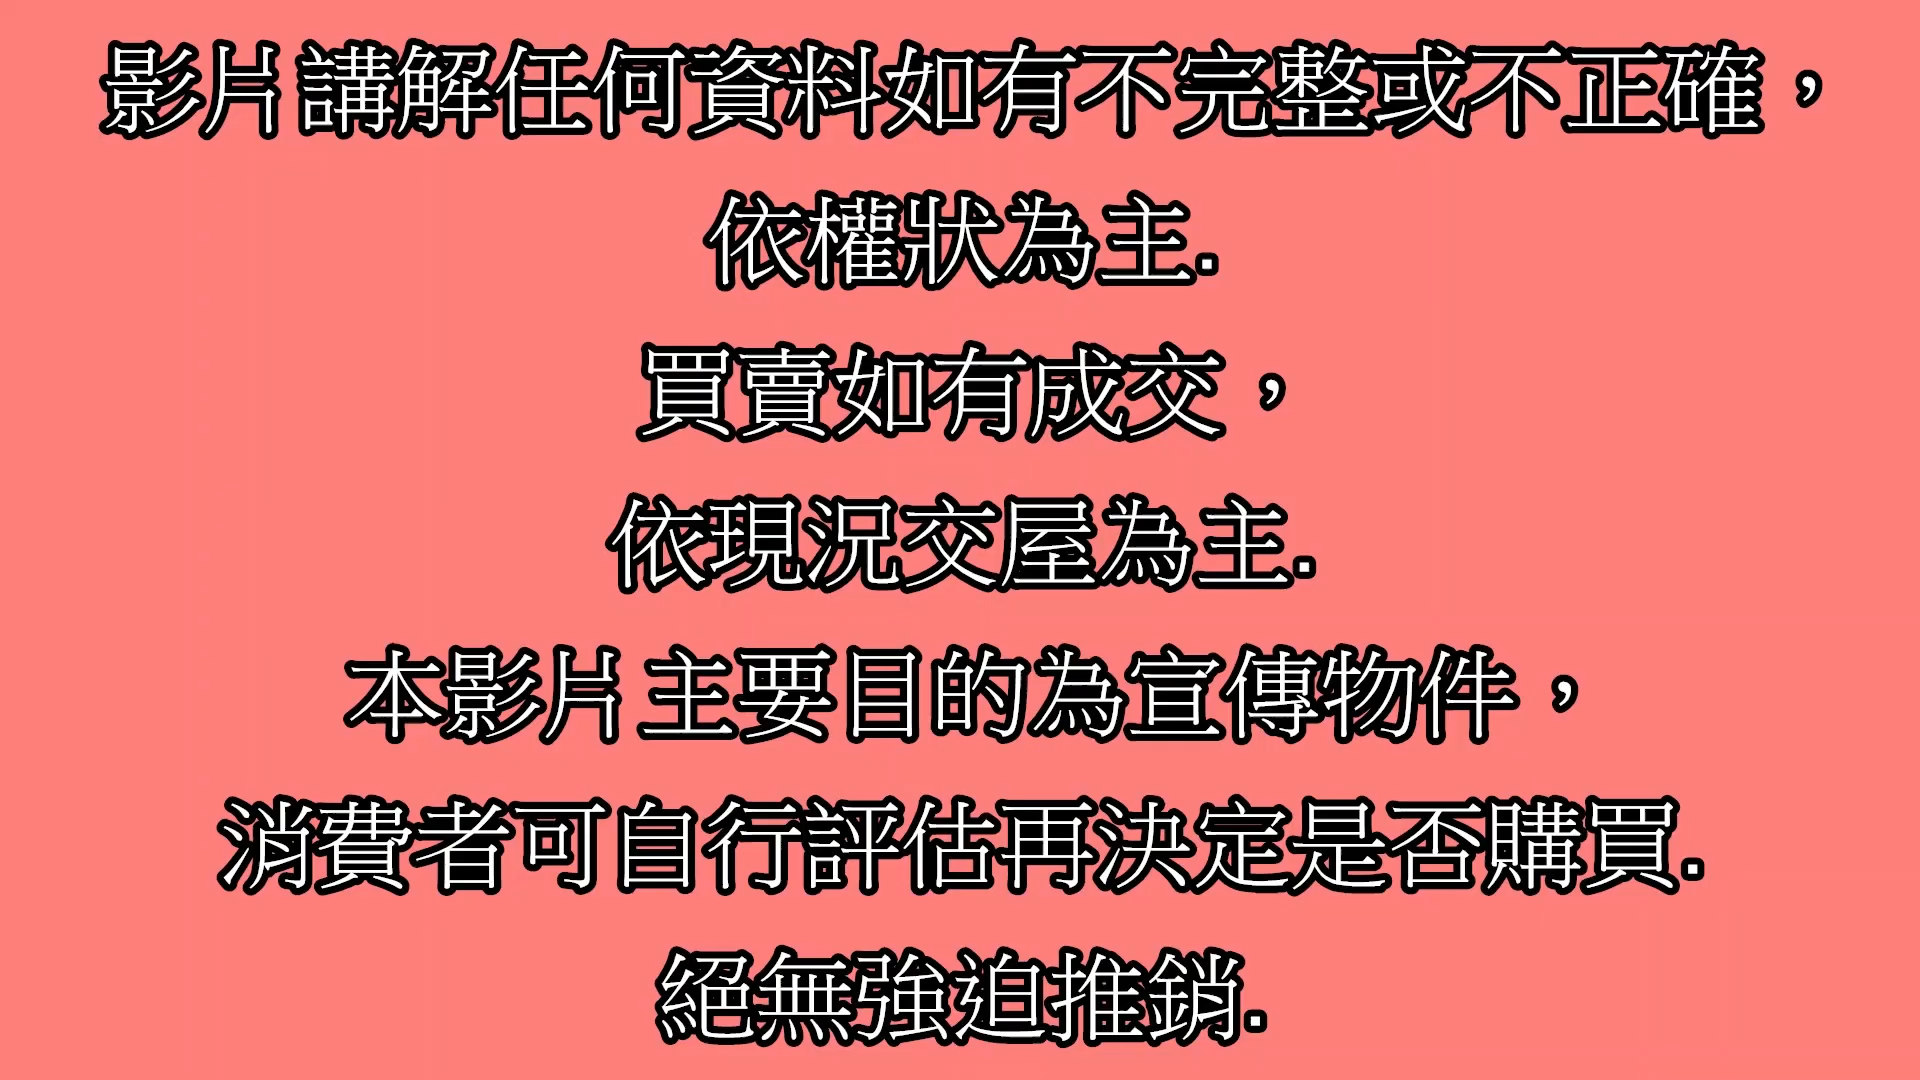 影片講解任何資料如有不完整或不正確，
依權狀為主.
買賣如有成交，
依現況交屋為主.
本影片主要目的為宣傳物件，
消費者可自行評估再決定是否購買.
絕無強迫推銷.